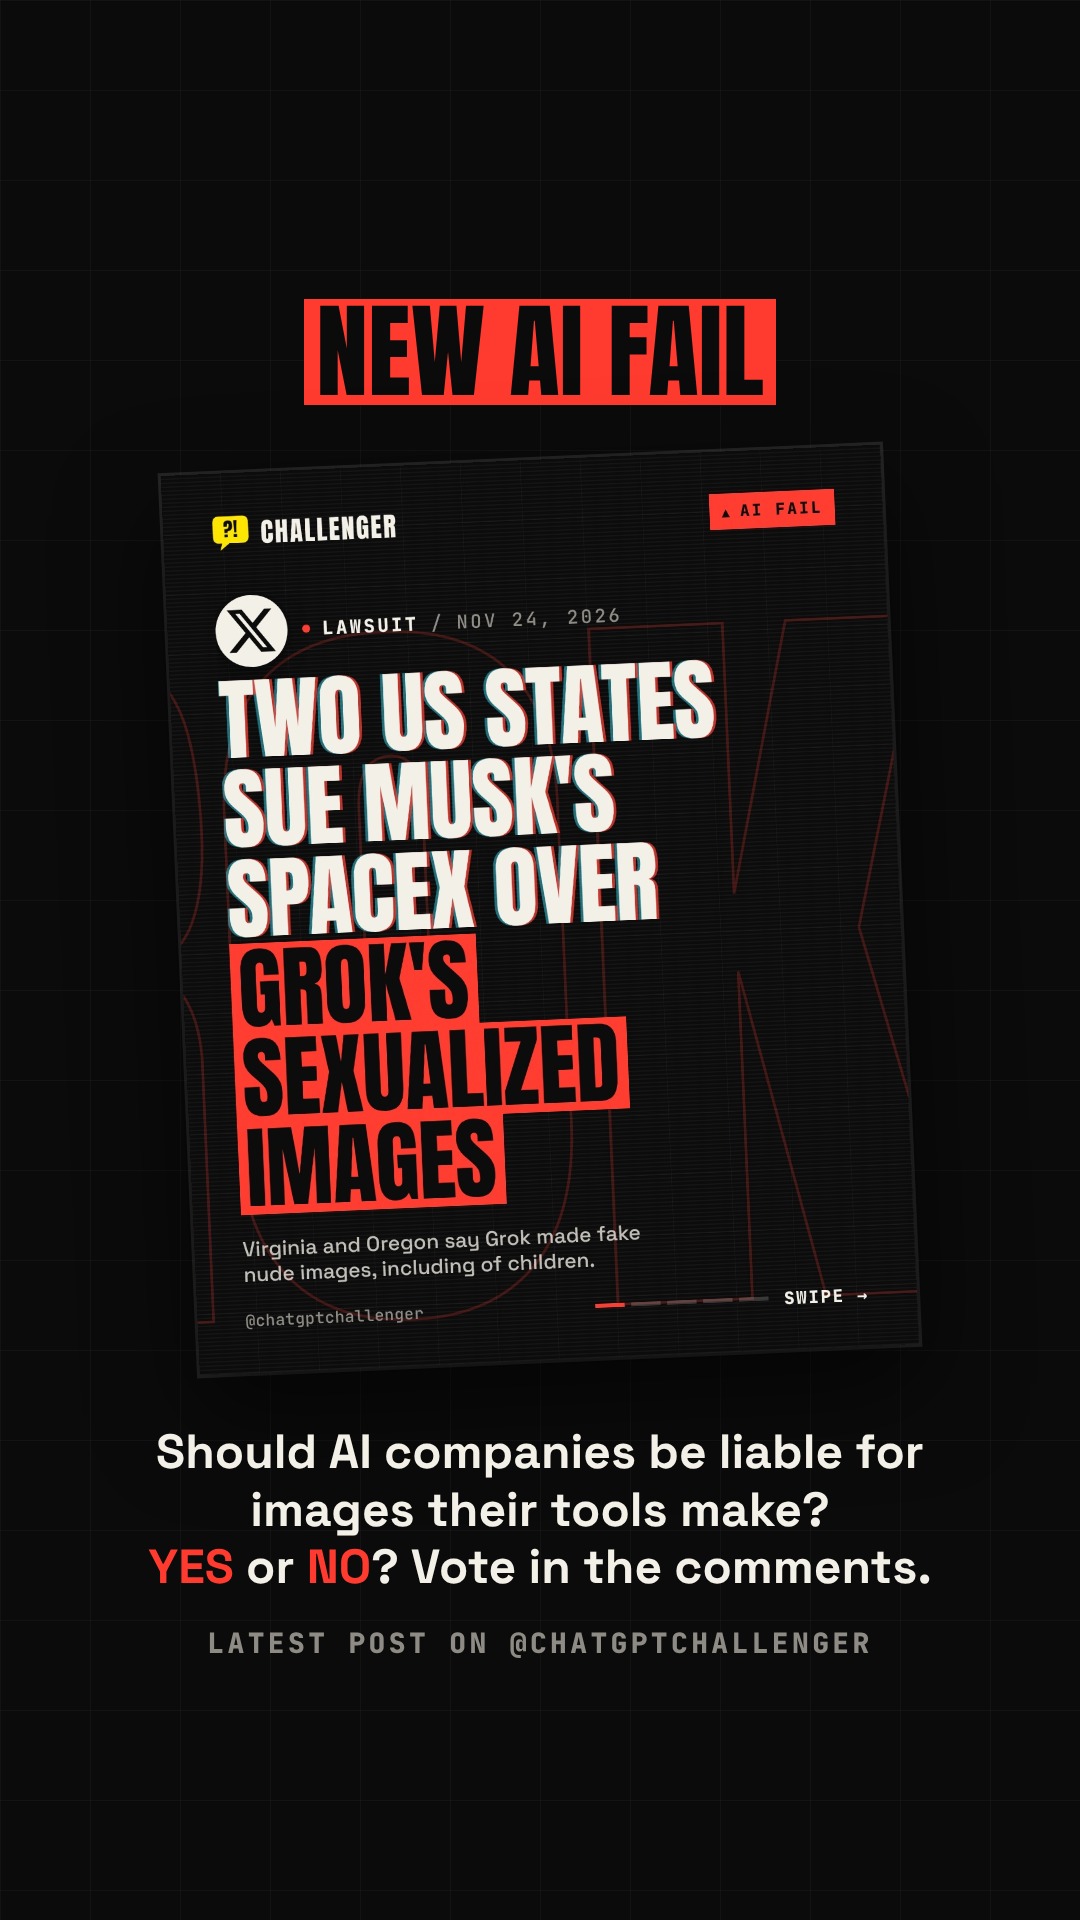 NEW AI FAIL
?! CHALLENGER
▲ AI FAIL
X
• LAWSUIT / NOV 24, 2026
TWO US STATES
SUE MUSK'S
SPACEX OVER
GROK'S
SEXUALIZED
IMAGES
Virginia and Oregon say Grok made fake
nude images, including of children.
@chatgptchallenger
SWIPE →
Should AI companies be liable for
images their tools make?
YES or NO? Vote in the comments.
LATEST POST ON @CHATGPTCHALLENGER